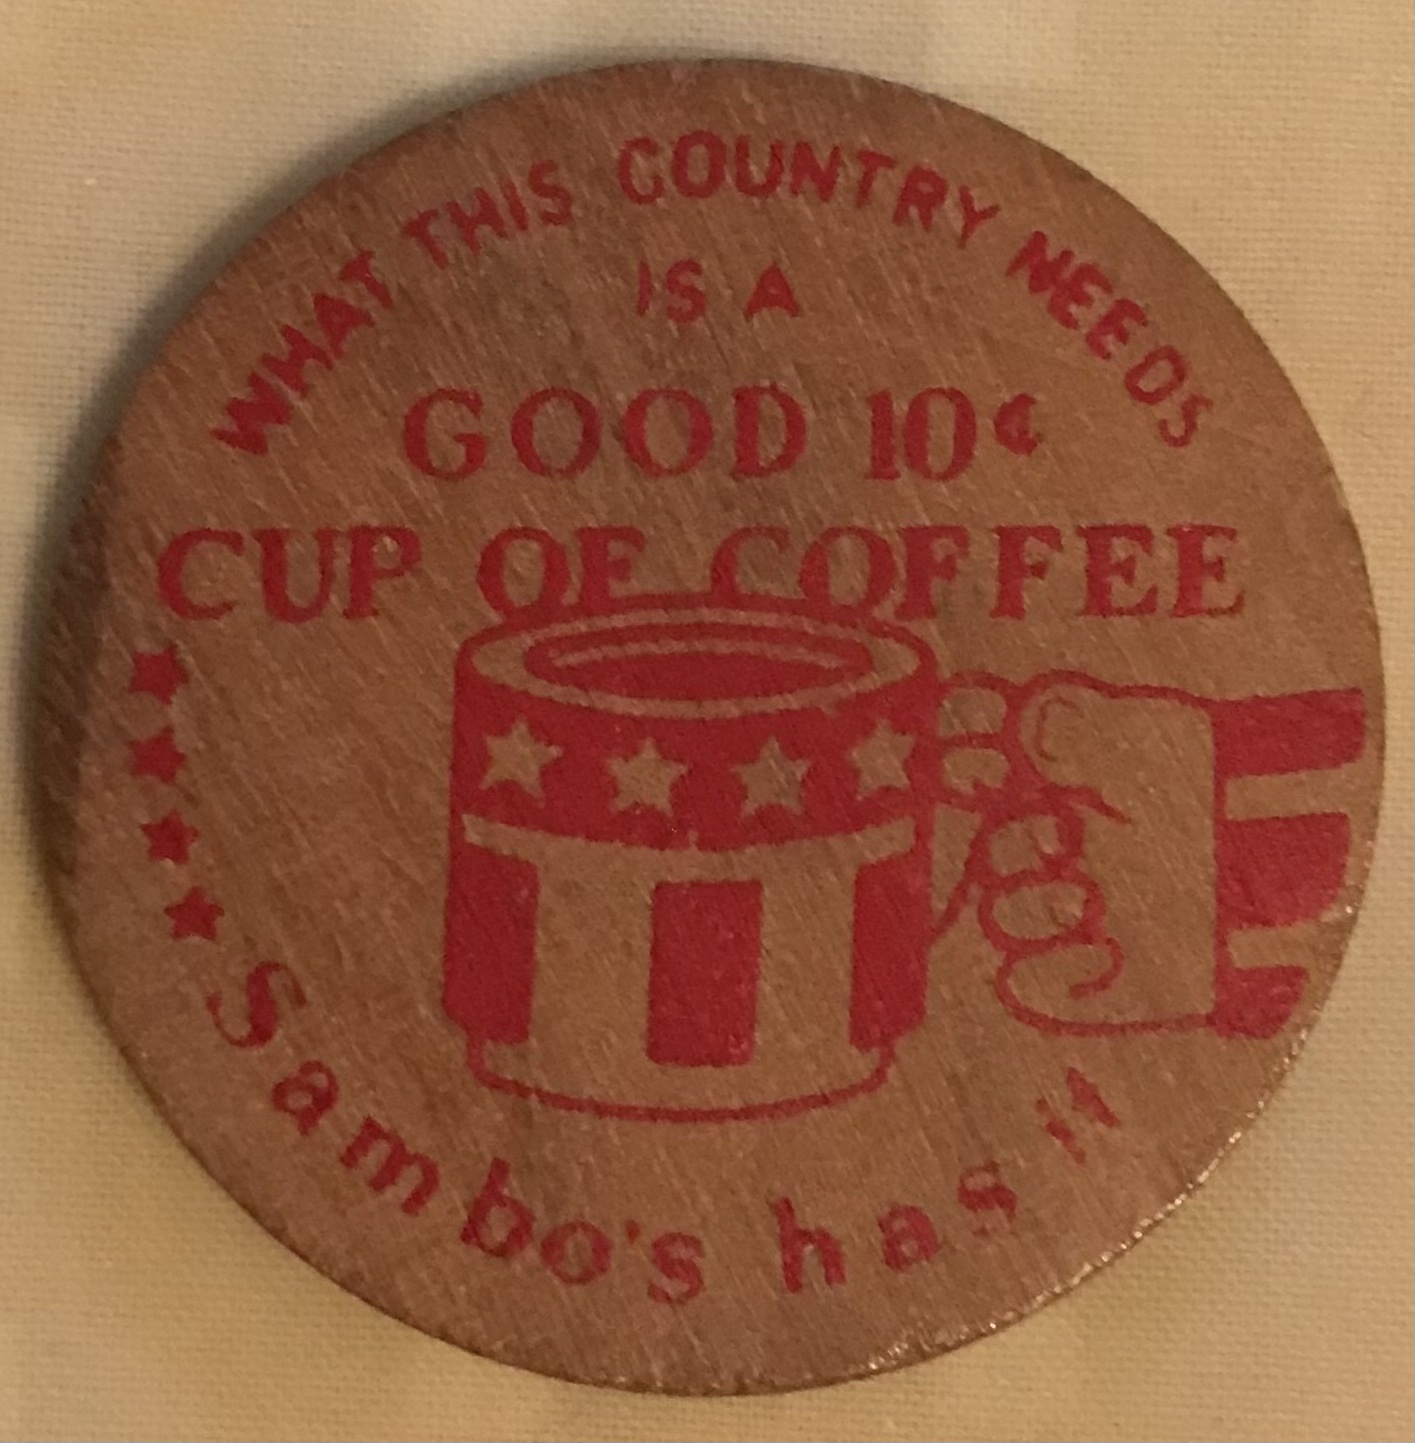 WHAT THIS COUNTRY NEEDS
IS A
GOOD 10¢
CUP OF COFFEE
Sambo's has it